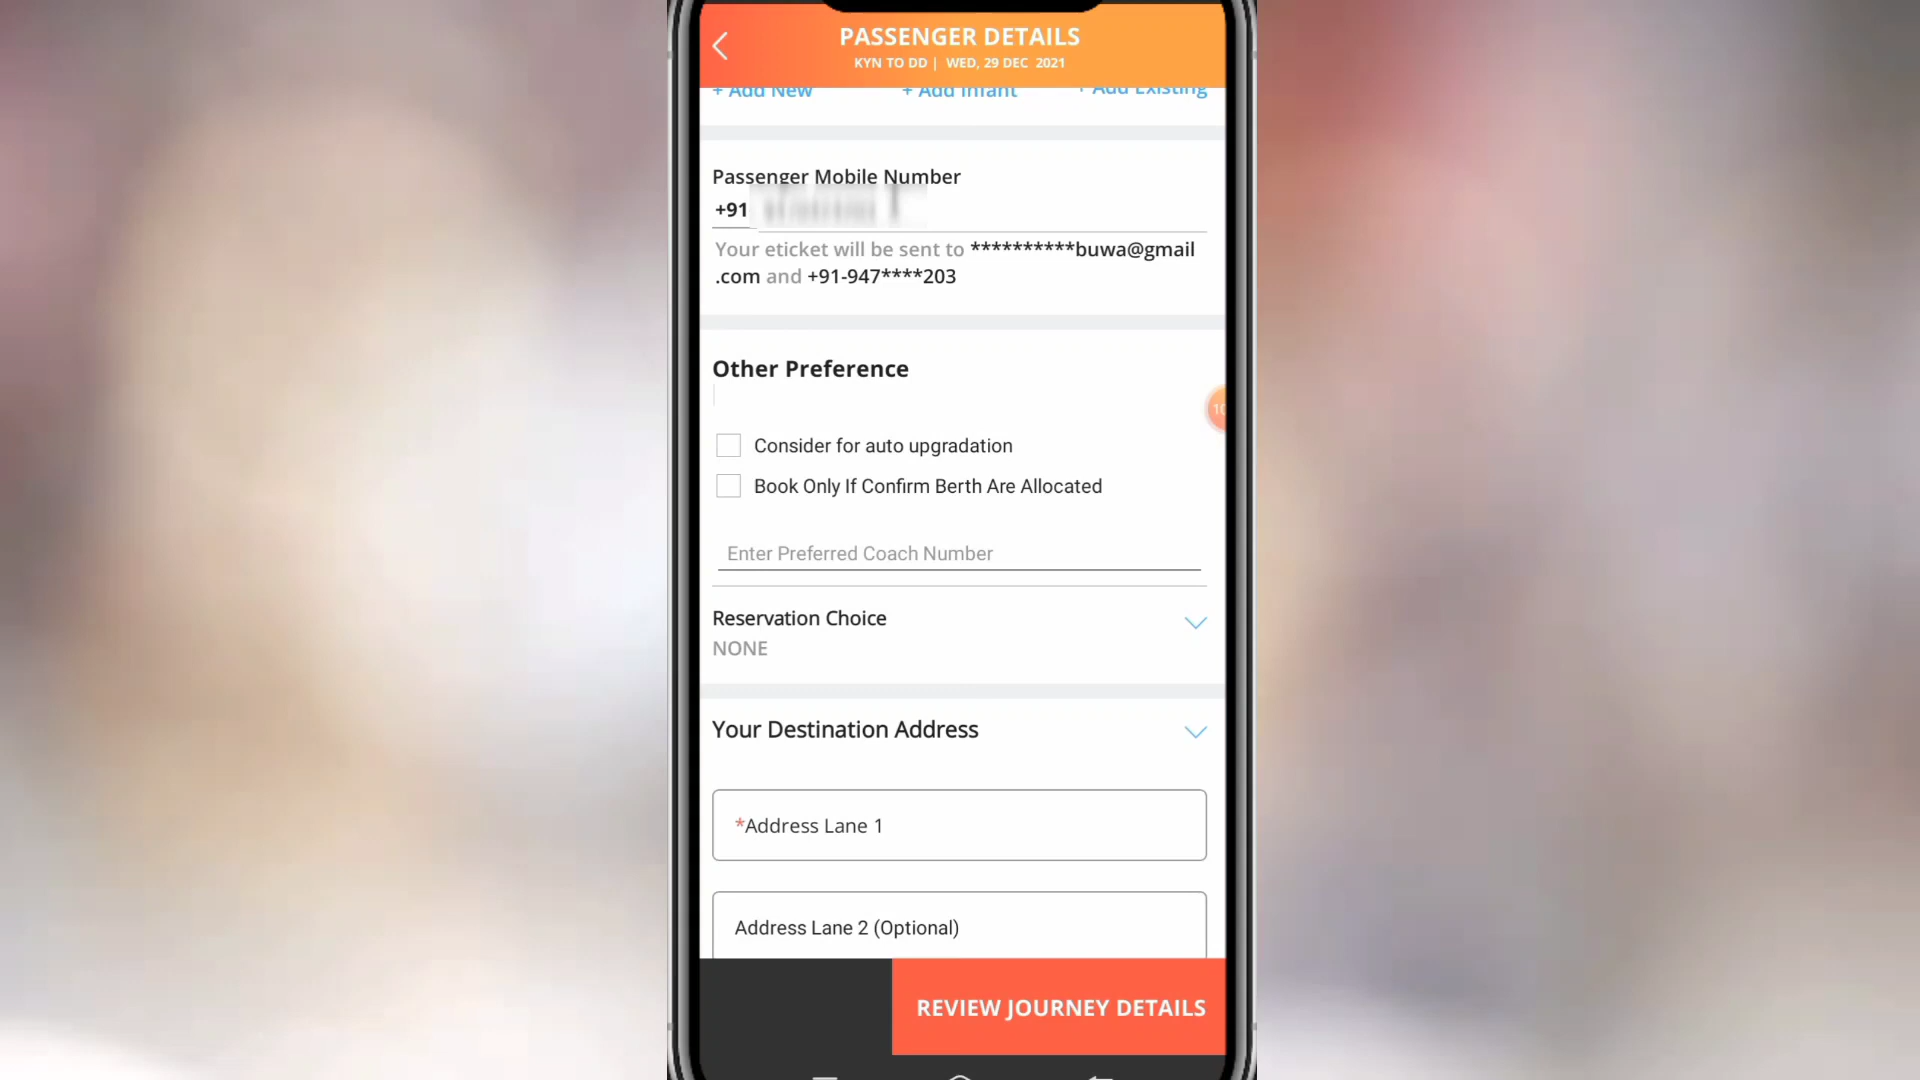 PASSENGER DETAILS
KYN TO DD | WED, 29 DEC 2021
+ Add New + Add Infant + Add Existing
Passenger Mobile Number
+91
Your eticket will be sent to **********buwa@gmail
.com and +91-947****203
Other Preference
Consider for auto upgradation
Book Only If Confirm Berth Are Allocated
Enter Preferred Coach Number
Reservation Choice
NONE
Your Destination Address
*Address Lane 1
Address Lane 2 (Optional)
REVIEW JOURNEY DETAILS